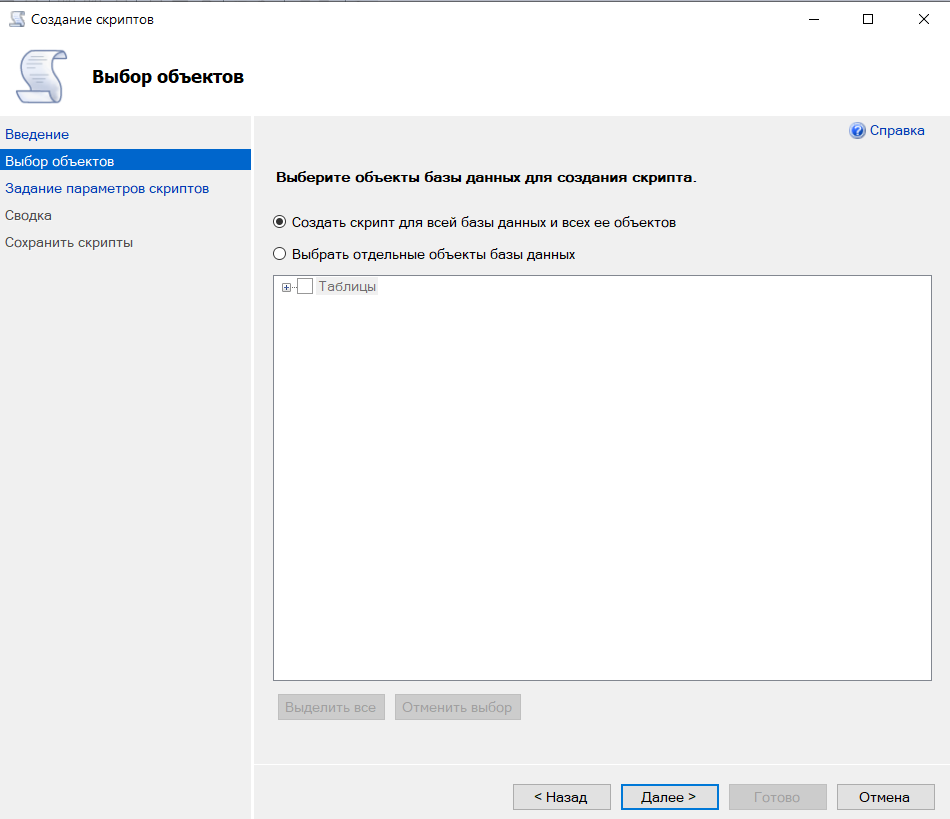 Создание скриптов
Выбор объектов
Введение
Выбор объектов
Задание параметров скриптов
Сводка
Сохранить скрипты
Справка
Выберите объекты базы данных для создания скрипта.
Создать скрипт для всей базы данных и всех ее объектов
Выбрать отдельные объекты базы данных
Таблицы
Выделить все
Отменить выбор
< Назад
Далее >
Готово
Отмена